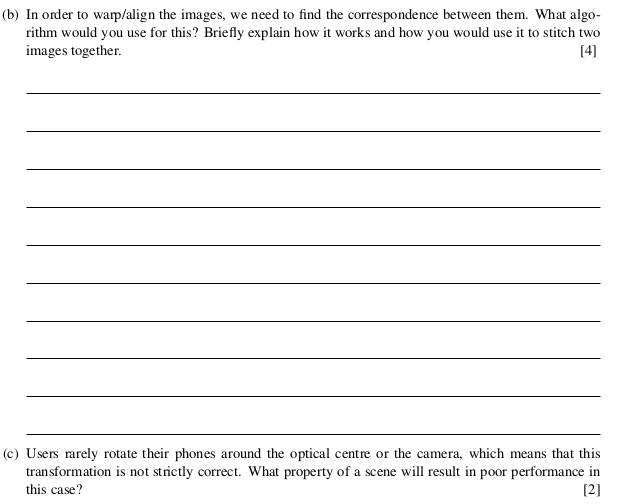 (b) In order to warp/align the images, we need to find the correspondence between them. What algo-
rithm would you use for this? Briefly explain how it works and how you would use it to stitch two
images together. [4]
(c) Users rarely rotate their phones around the optical centre or the camera, which means that this
transformation is not strictly correct. What property of a scene will result in poor performance in
this case? [2]